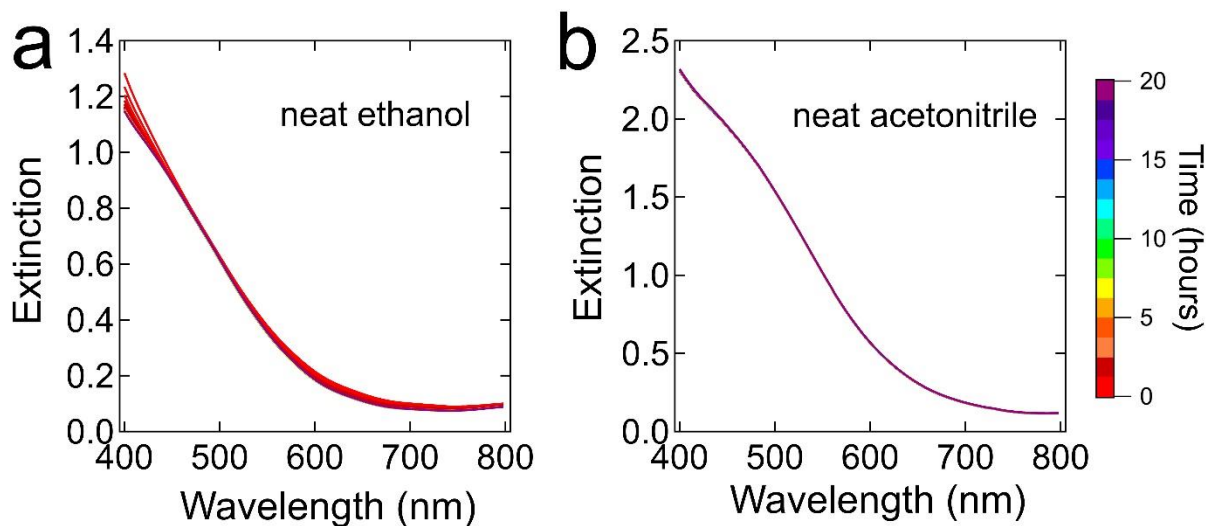 a
1.4
1.2
1.0
0.8
0.6
0.4
0.2
0.0
Extinction
neat ethanol
400 500 600 700 800
Wavelength (nm)
b
2.5
2.0
1.5
1.0
0.5
0.0
Extinction
neat acetonitrile
400 500 600 700 800
Wavelength (nm)
20
15
10
5
0
Time (hours)